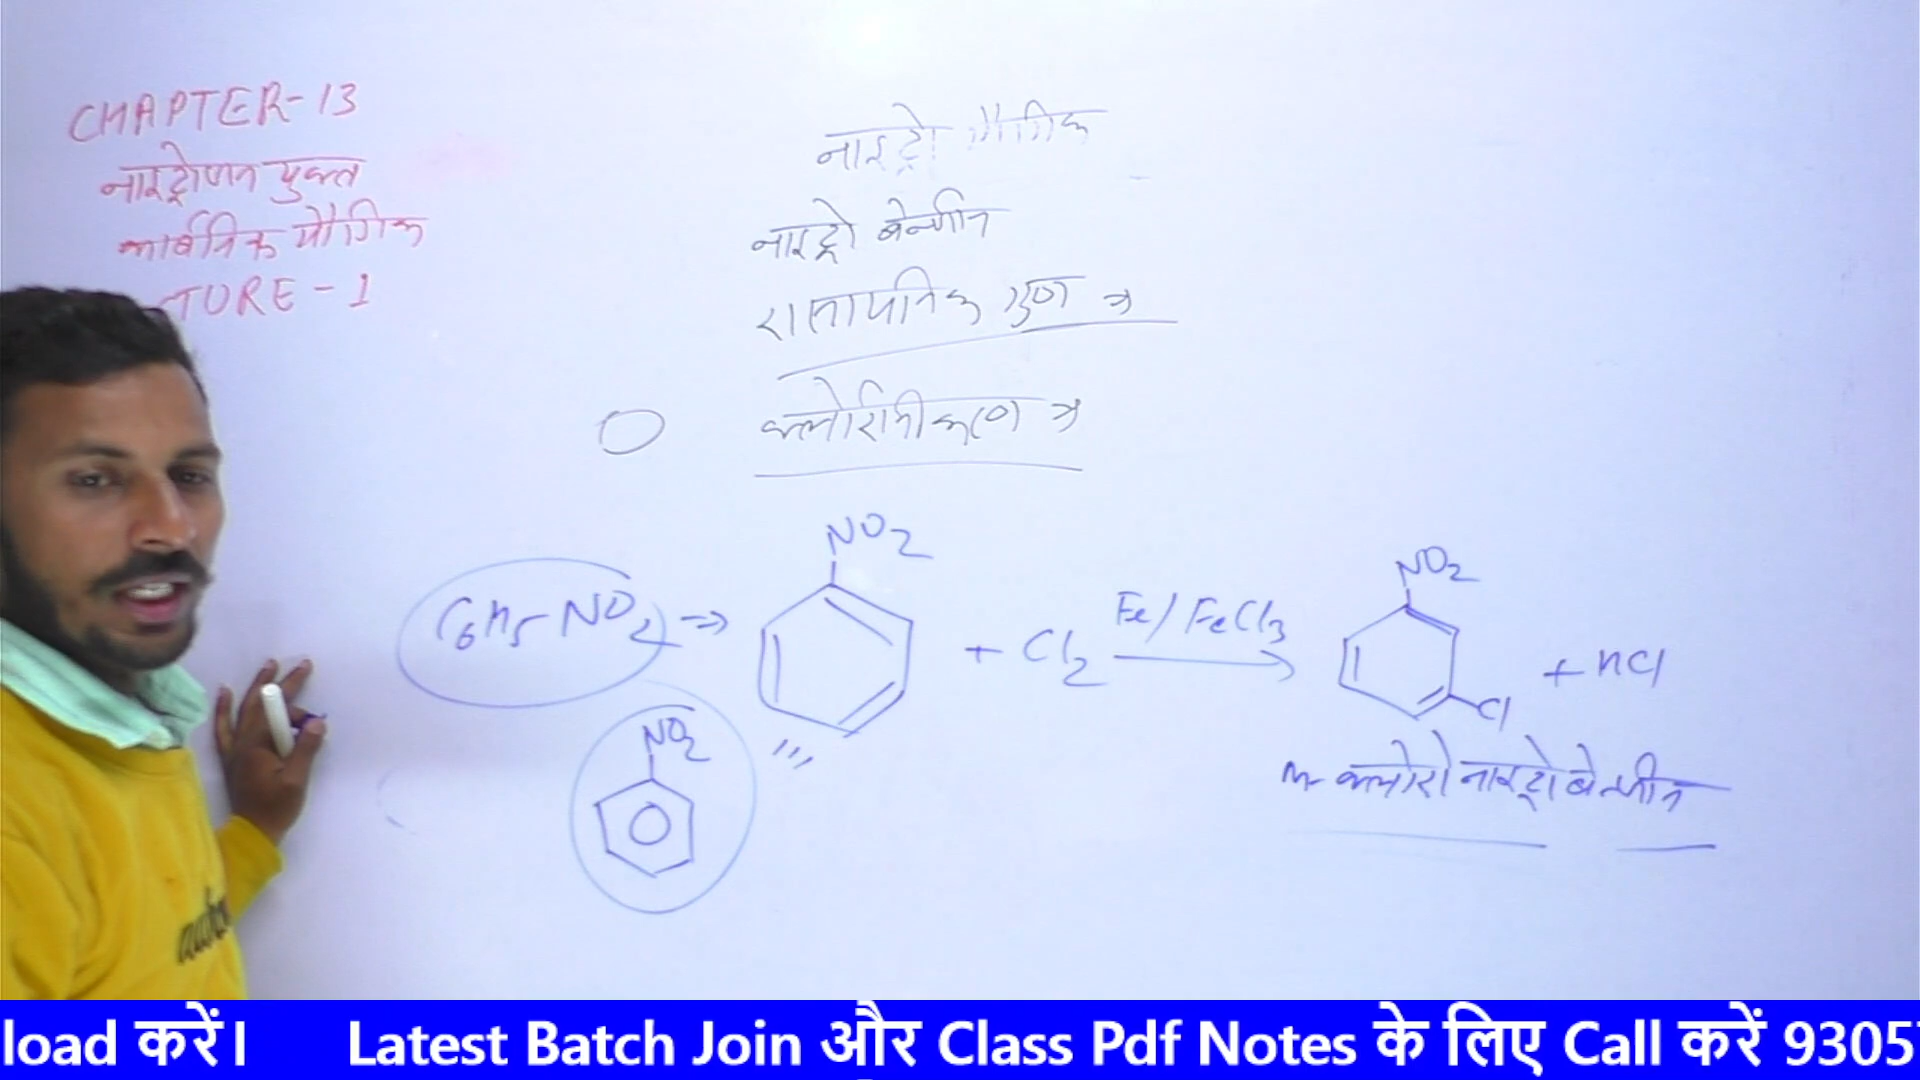 CHAPTER-13
नाइट्रोजन युक्त
कार्बनिक यौगिक
TURE - 1
नाइट्रो यौगिक
नाइट्रो बेन्जीन
रासायनिक गुण →
क्लोरीनीकरण →
NO2
C6H5-NO2 →
+ Cl2
Fe/FeCl3
NO2
Cl
+ HCl
NO2
m-क्लोरो नाइट्रो बेन्जीन
load करें। Latest Batch Join और Class Pdf Notes के लिए Call करें 9305